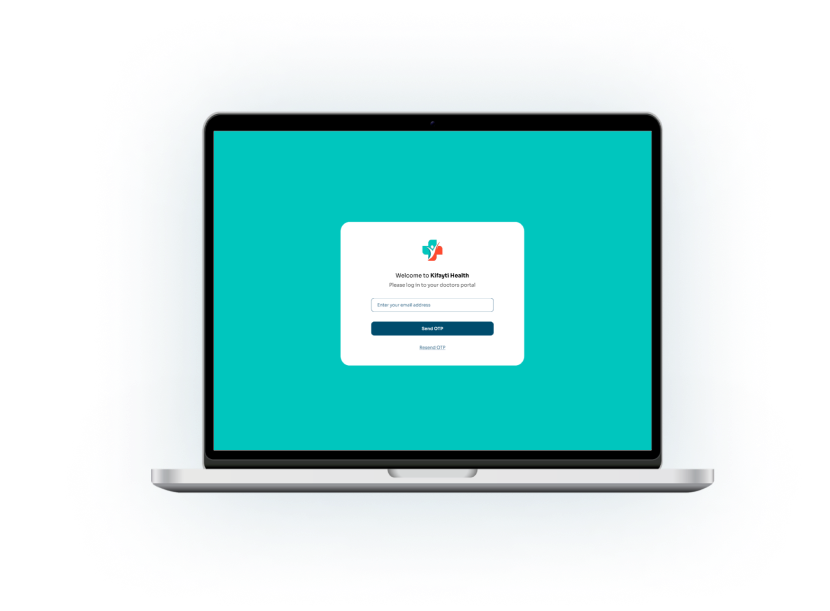 Welcome to Kifayti Health
Please log in to your doctors portal
Enter your email address
Send OTP
Resend OTP